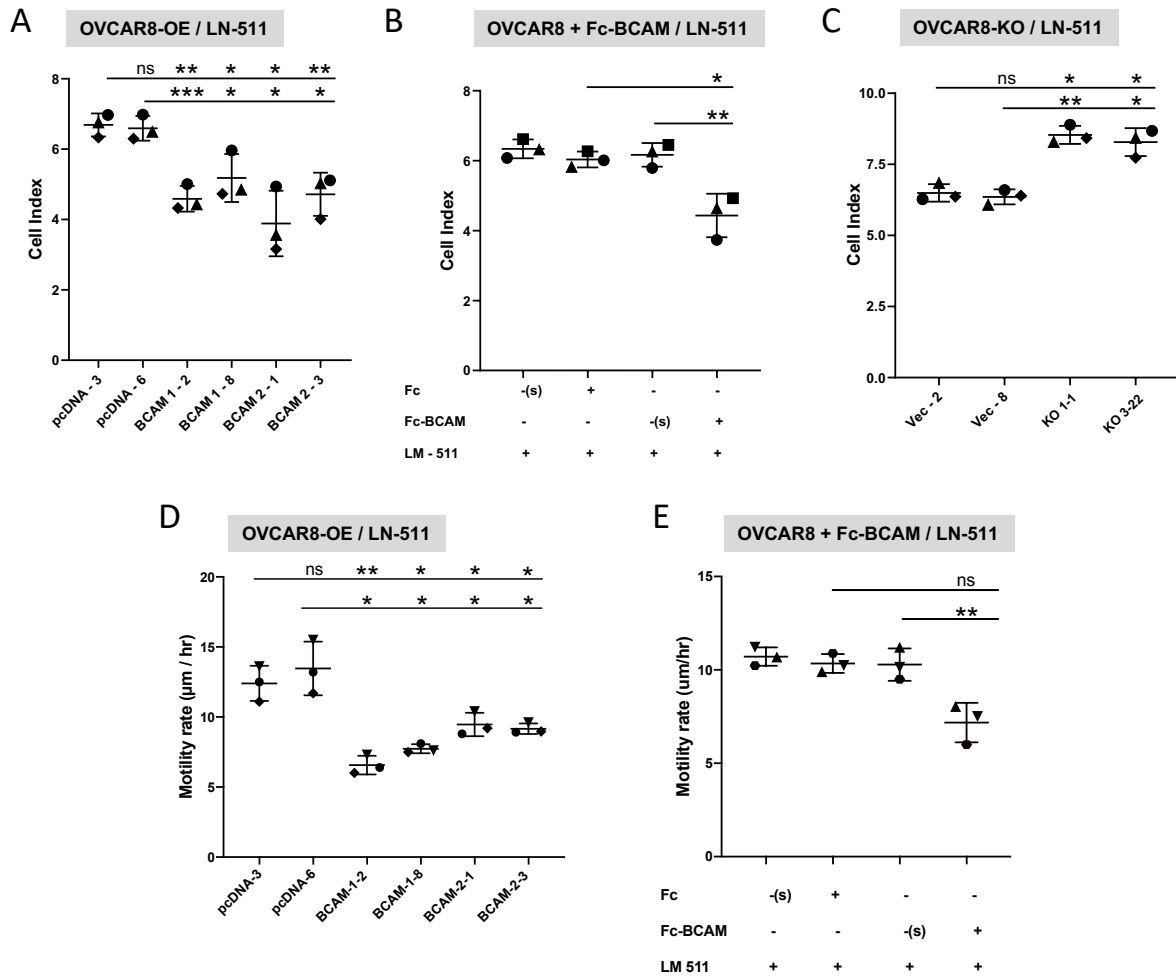 A
OVCAR8-OE / LN-511
ns ** * * **
*** * * *
Cell Index
8
6
4
2
0
pcDNA - 3
pcDNA - 6
BCAM 1 - 2
BCAM 1 - 8
BCAM 2 - 1
BCAM 2 - 3
B
OVCAR8 + Fc-BCAM / LN-511
*
**
Cell Index
8
6
4
2
0
Fc -(s) + - -
Fc-BCAM - - -(s) +
LM - 511 + + + +
C
OVCAR8-KO / LN-511
ns * *
** *
Cell Index
10.0
7.5
5.0
2.5
0.0
Vec - 2
Vec - 8
KO 1-1
KO 3-22
D
OVCAR8-OE / LN-511
ns ** * * *
* * * *
Motility rate (µm / hr)
20
15
10
5
0
pcDNA-3
pcDNA-6
BCAM-1-2
BCAM-1-8
BCAM-2-1
BCAM-2-3
E
OVCAR8 + Fc-BCAM / LN-511
ns
**
Motility rate (um/hr)
15
10
5
0
Fc -(s) + - -
Fc-BCAM - - -(s) +
LM 511 + + + +